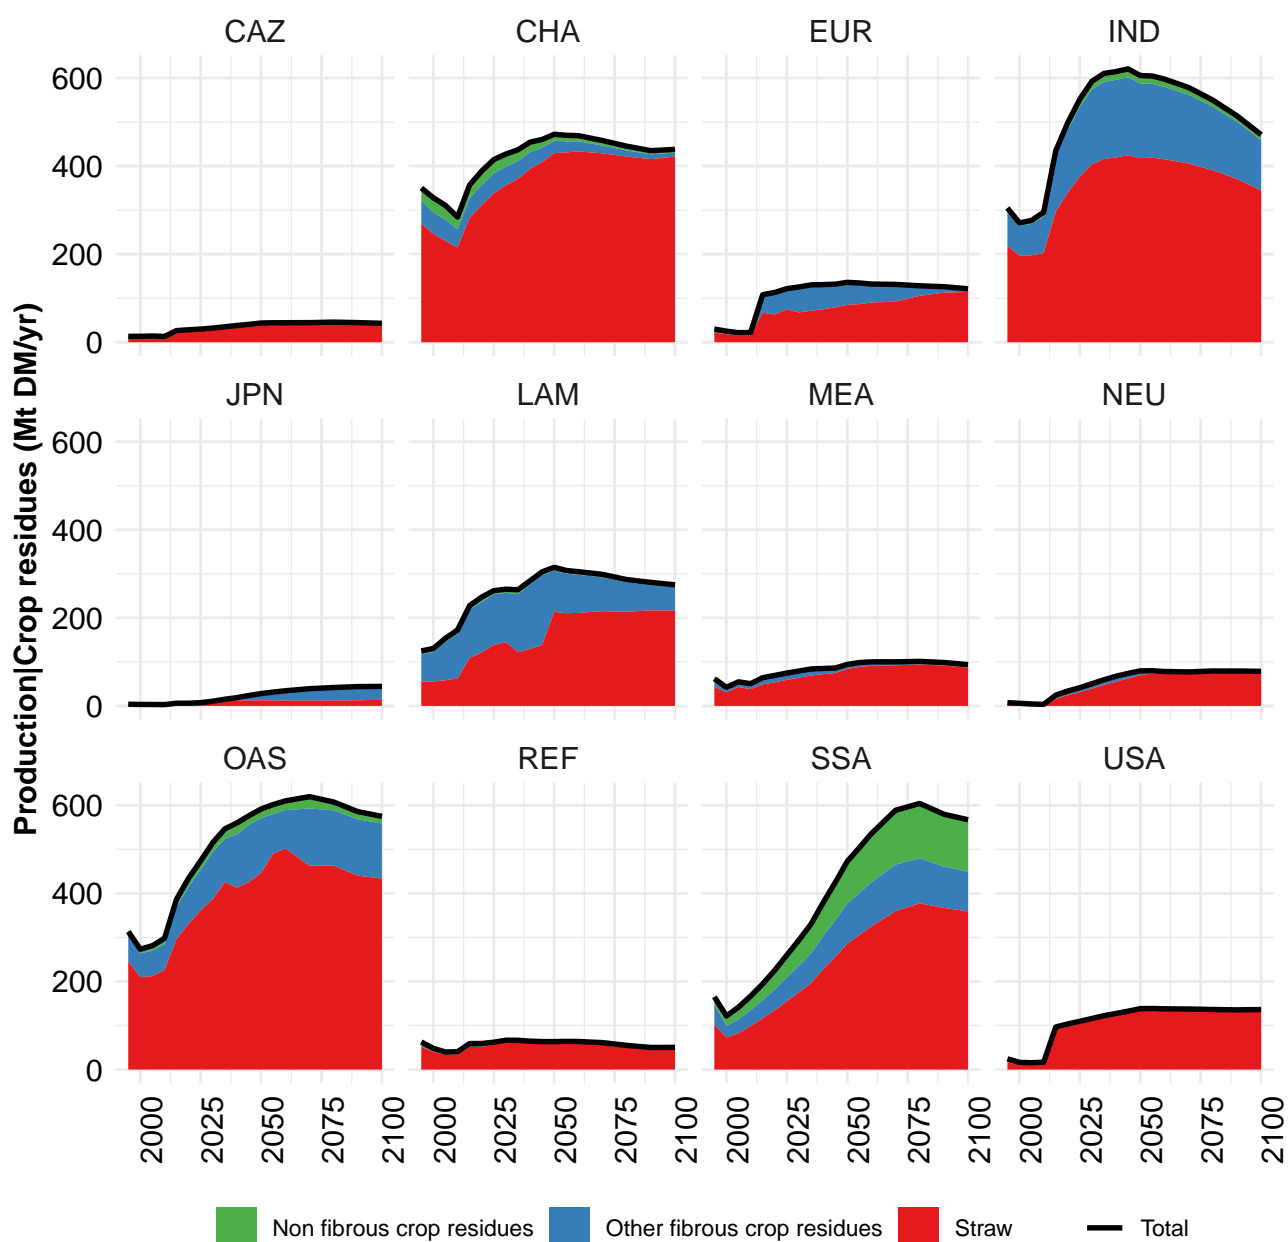 CAZ CHA EUR IND
600
400
200
0
JPN LAM MEA NEU
600
400
200
0
OAS REF SSA USA
600
400
200
0
Production|Crop residues (Mt DM/yr)
2000 2025 2050 2075 2100 2000 2025 2050 2075 2100 2000 2025 2050 2075 2100 2000 2025 2050 2075 2100
Non fibrous crop residues Other fibrous crop residues Straw Total